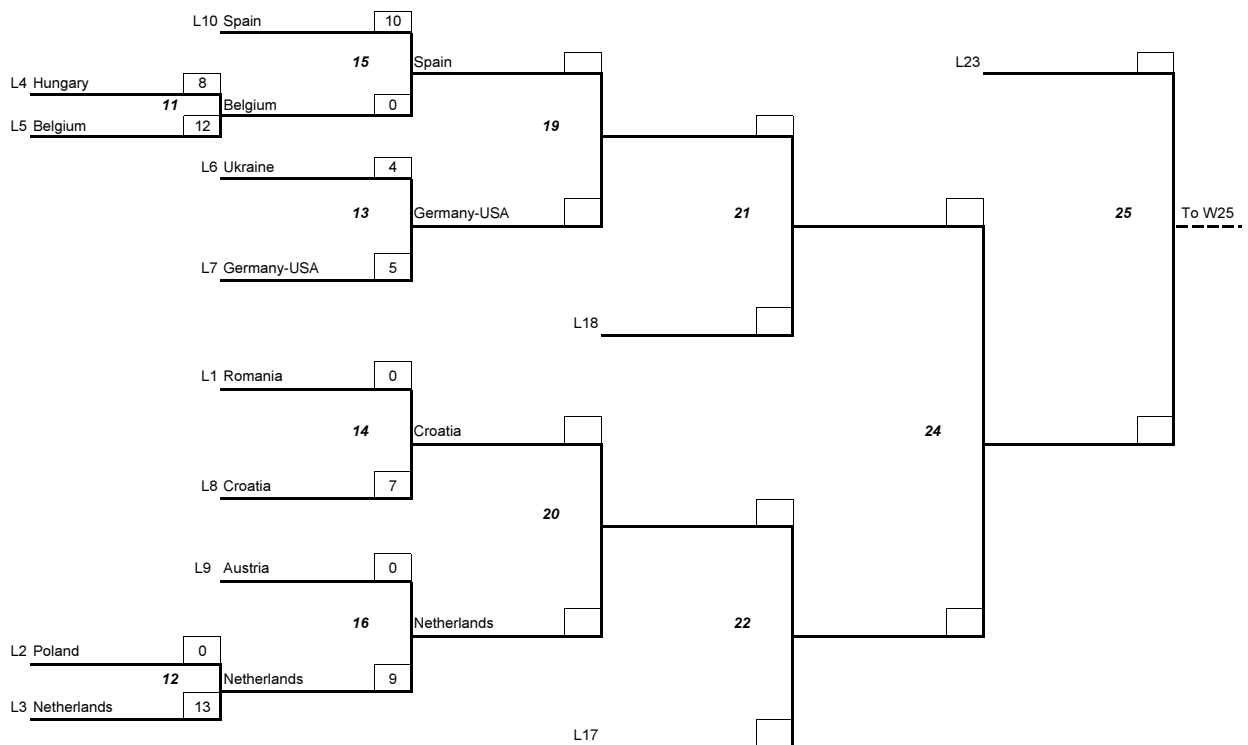 L10 Spain 10
15 Spain L23
L4 Hungary 8
11 Belgium 0
L5 Belgium 12 19
L6 Ukraine 4
13 Germany-USA 21 25 To W25
L7 Germany-USA 5
L18
L1 Romania 0
14 Croatia 24
L8 Croatia 7
20
L9 Austria 0
16 Netherlands 22
L2 Poland 0
12 Netherlands 9
L3 Netherlands 13
L17